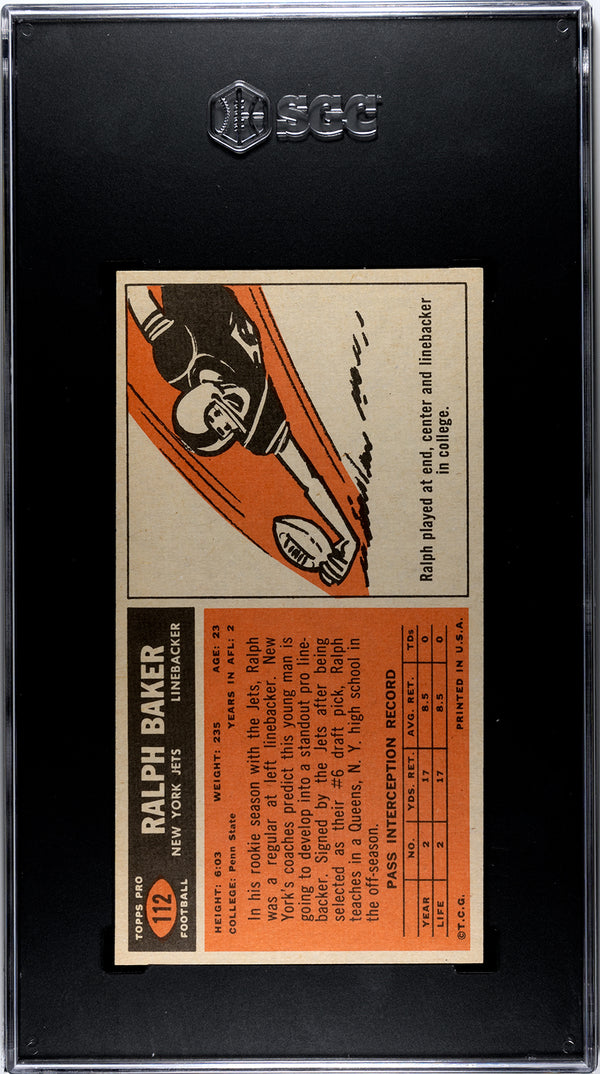 SGC
TOPPS PRO
112
FOOTBALL
RALPH BAKER
NEW YORK JETS LINEBACKER
HEIGHT: 6:03 WEIGHT: 235 AGE: 23
COLLEGE: Penn State YEARS IN AFL: 2
In his rookie season with the Jets, Ralph
was a regular at left linebacker. New
York's coaches predict this young man is
going to develop into a standout pro line-
backer. Signed by the Jets after being
selected as their #6 draft pick, Ralph
teaches in a Queens, N. Y. high school in
the off-season.
PASS INTERCEPTION RECORD
NO. YDS. RET. AVG. RET. TDs
YEAR 2 17 8.5 0
LIFE 2 17 8.5 0
©T.C.G. PRINTED IN U.S.A.
Ralph played at end, center and linebacker
in college.